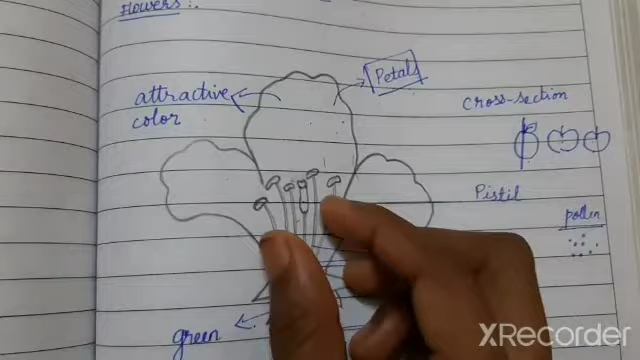 Flowers :.
Petals
attractive
color
cross-section
Pistil
pollen
green
XRecorder